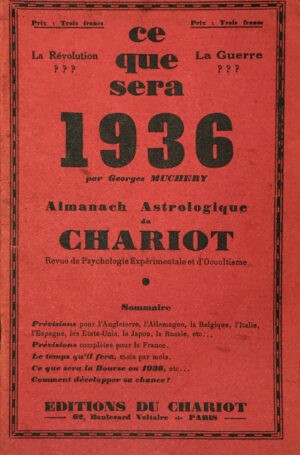 Prix : Trois francs
Prix : Trois francs
ce
que
sera
La Révolution
? ? ?
La Guerre
? ? ?
1936
par Georges MUCHERY
Almanach Astrologique
du
CHARIOT
Revue de Psychologie Expérimentale et d'Occultisme
Sommaire
Prévisions pour l'Angleterre, l'Allemagne, la Belgique, l'Italie,
l'Espagne, les Etats-Unis, le Japon, la Russie, etc...
Prévisions complètes pour la France.
Le temps qu'il fera, mois par mois.
Ce que sera la Bourse en 1936, etc...
Comment développer sa chance ?
EDITIONS DU CHARIOT
62, Boulevard Voltaire - PARIS